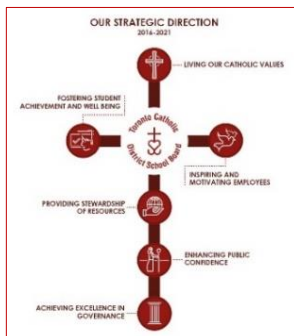 OUR STRATEGIC DIRECTION
2016-2021
LIVING OUR CATHOLIC VALUES
FOSTERING STUDENT
ACHIEVEMENT AND WELL BEING
Toronto Catholic
District School Board
INSPIRING AND
MOTIVATING EMPLOYEES
PROVIDING STEWARDSHIP
OF RESOURCES
ENHANCING PUBLIC
CONFIDENCE
ACHIEVING EXCELLENCE IN
GOVERNANCE